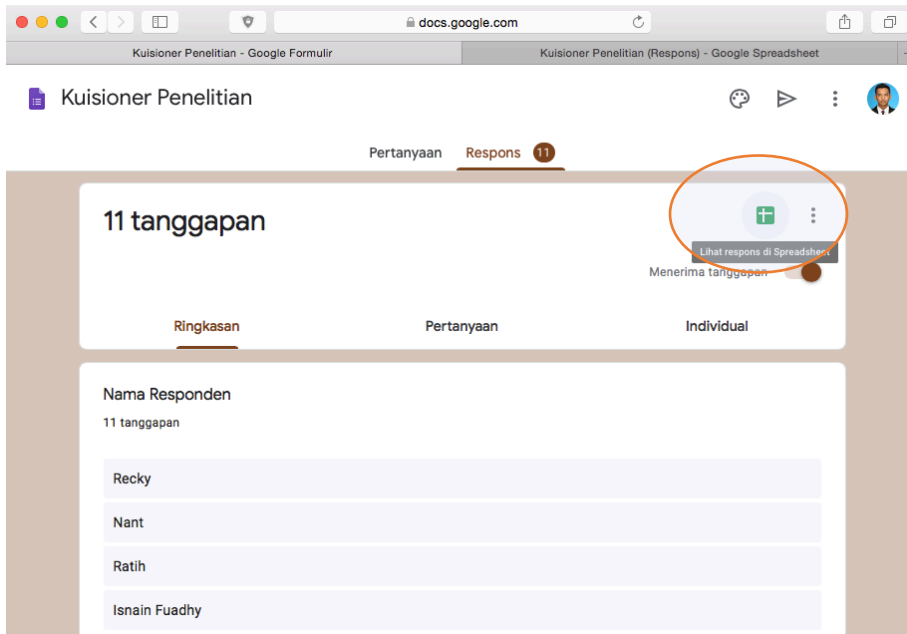 docs.google.com
Kuisioner Penelitian - Google Formulir
Kuisioner Penelitian (Respons) - Google Spreadsheet
Kuisioner Penelitian
Pertanyaan Respons 11
11 tanggapan
Lihat respons di Spreadsheet
Menerima tanggapan
Ringkasan Pertanyaan Individual
Nama Responden
11 tanggapan
Recky
Nant
Ratih
Isnain Fuadhy